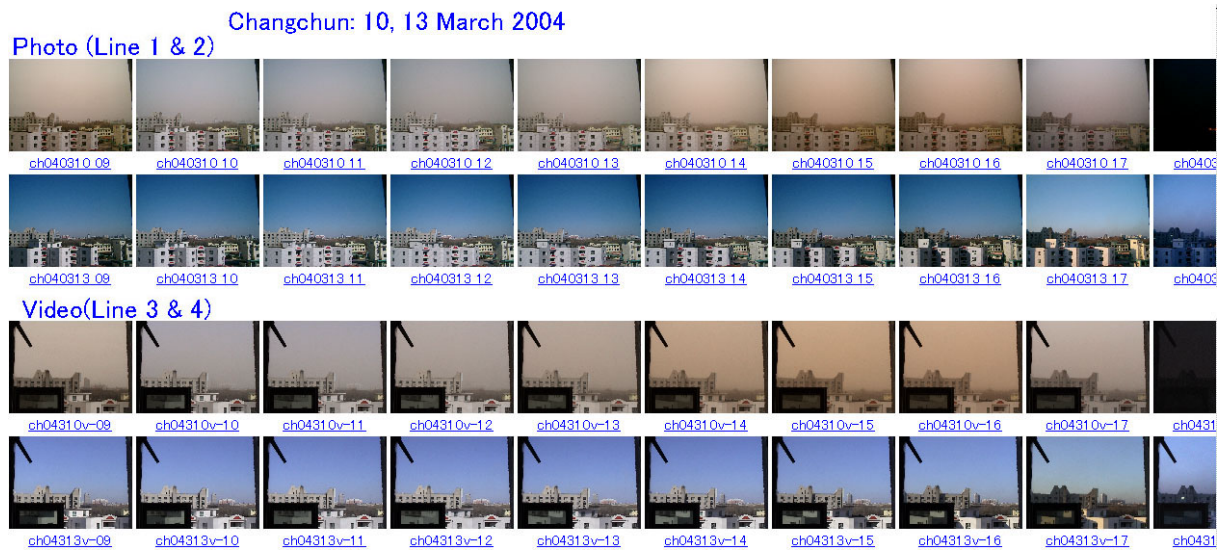 Changchun: 10, 13 March 2004
Photo (Line 1 & 2)
ch040310 09 ch040310 10 ch040310 11 ch040310 12 ch040310 13 ch040310 14 ch040310 15 ch040310 16 ch040310 17 ch0403
ch040313 09 ch040313 10 ch040313 11 ch040313 12 ch040313 13 ch040313 14 ch040313 15 ch040313 16 ch040313 17 ch0403
Video(Line 3 & 4)
ch04310v-09 ch04310v-10 ch04310v-11 ch04310v-12 ch04310v-13 ch04310v-14 ch04310v-15 ch04310v-16 ch04310v-17 ch0431
ch04313v-09 ch04313v-10 ch04313v-11 ch04313v-12 ch04313v-13 ch04313v-14 ch04313v-15 ch04313v-16 ch04313v-17 ch0431